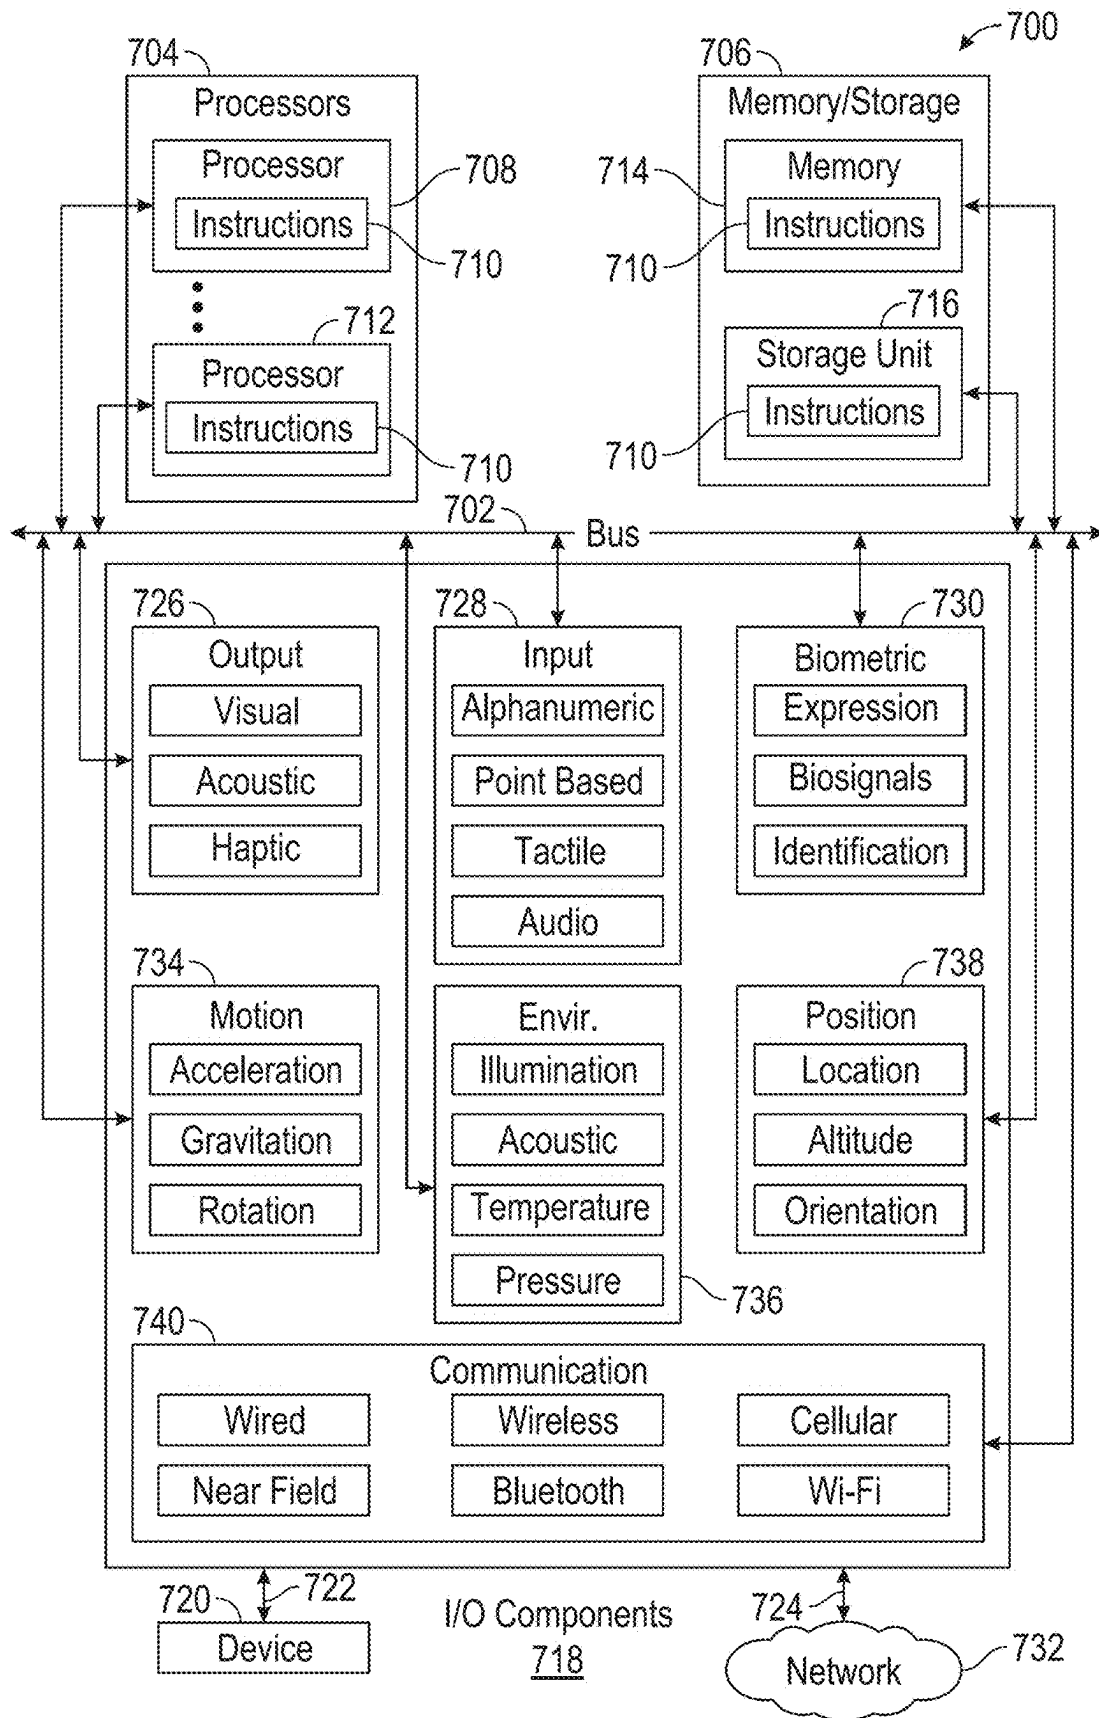 700
704
Processors
Processor
708
Instructions
710
712
Processor
Instructions
710
706
Memory/Storage
714
Memory
Instructions
710
716
Storage Unit
Instructions
710
702
Bus
726
Output
Visual
Acoustic
Haptic
728
Input
Alphanumeric
Point Based
Tactile
Audio
730
Biometric
Expression
Biosignals
Identification
734
Motion
Acceleration
Gravitation
Rotation
Envir.
Illumination
Acoustic
Temperature
Pressure
736
738
Position
Location
Altitude
Orientation
740
Communication
Wired
Wireless
Cellular
Near Field
Bluetooth
Wi-Fi
722
720
Device
I/O Components
718
724
Network
732